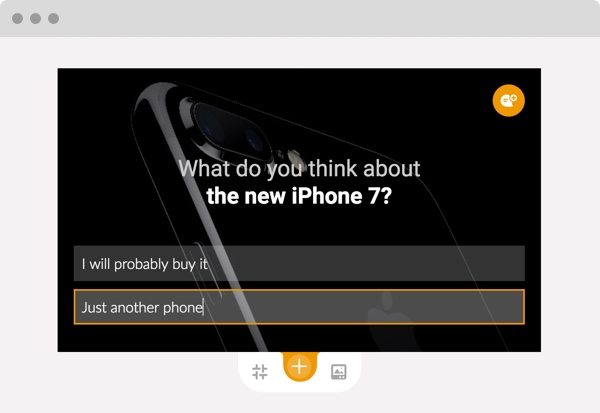 What do you think about
the new iPhone 7?
I will probably buy it
Just another phone